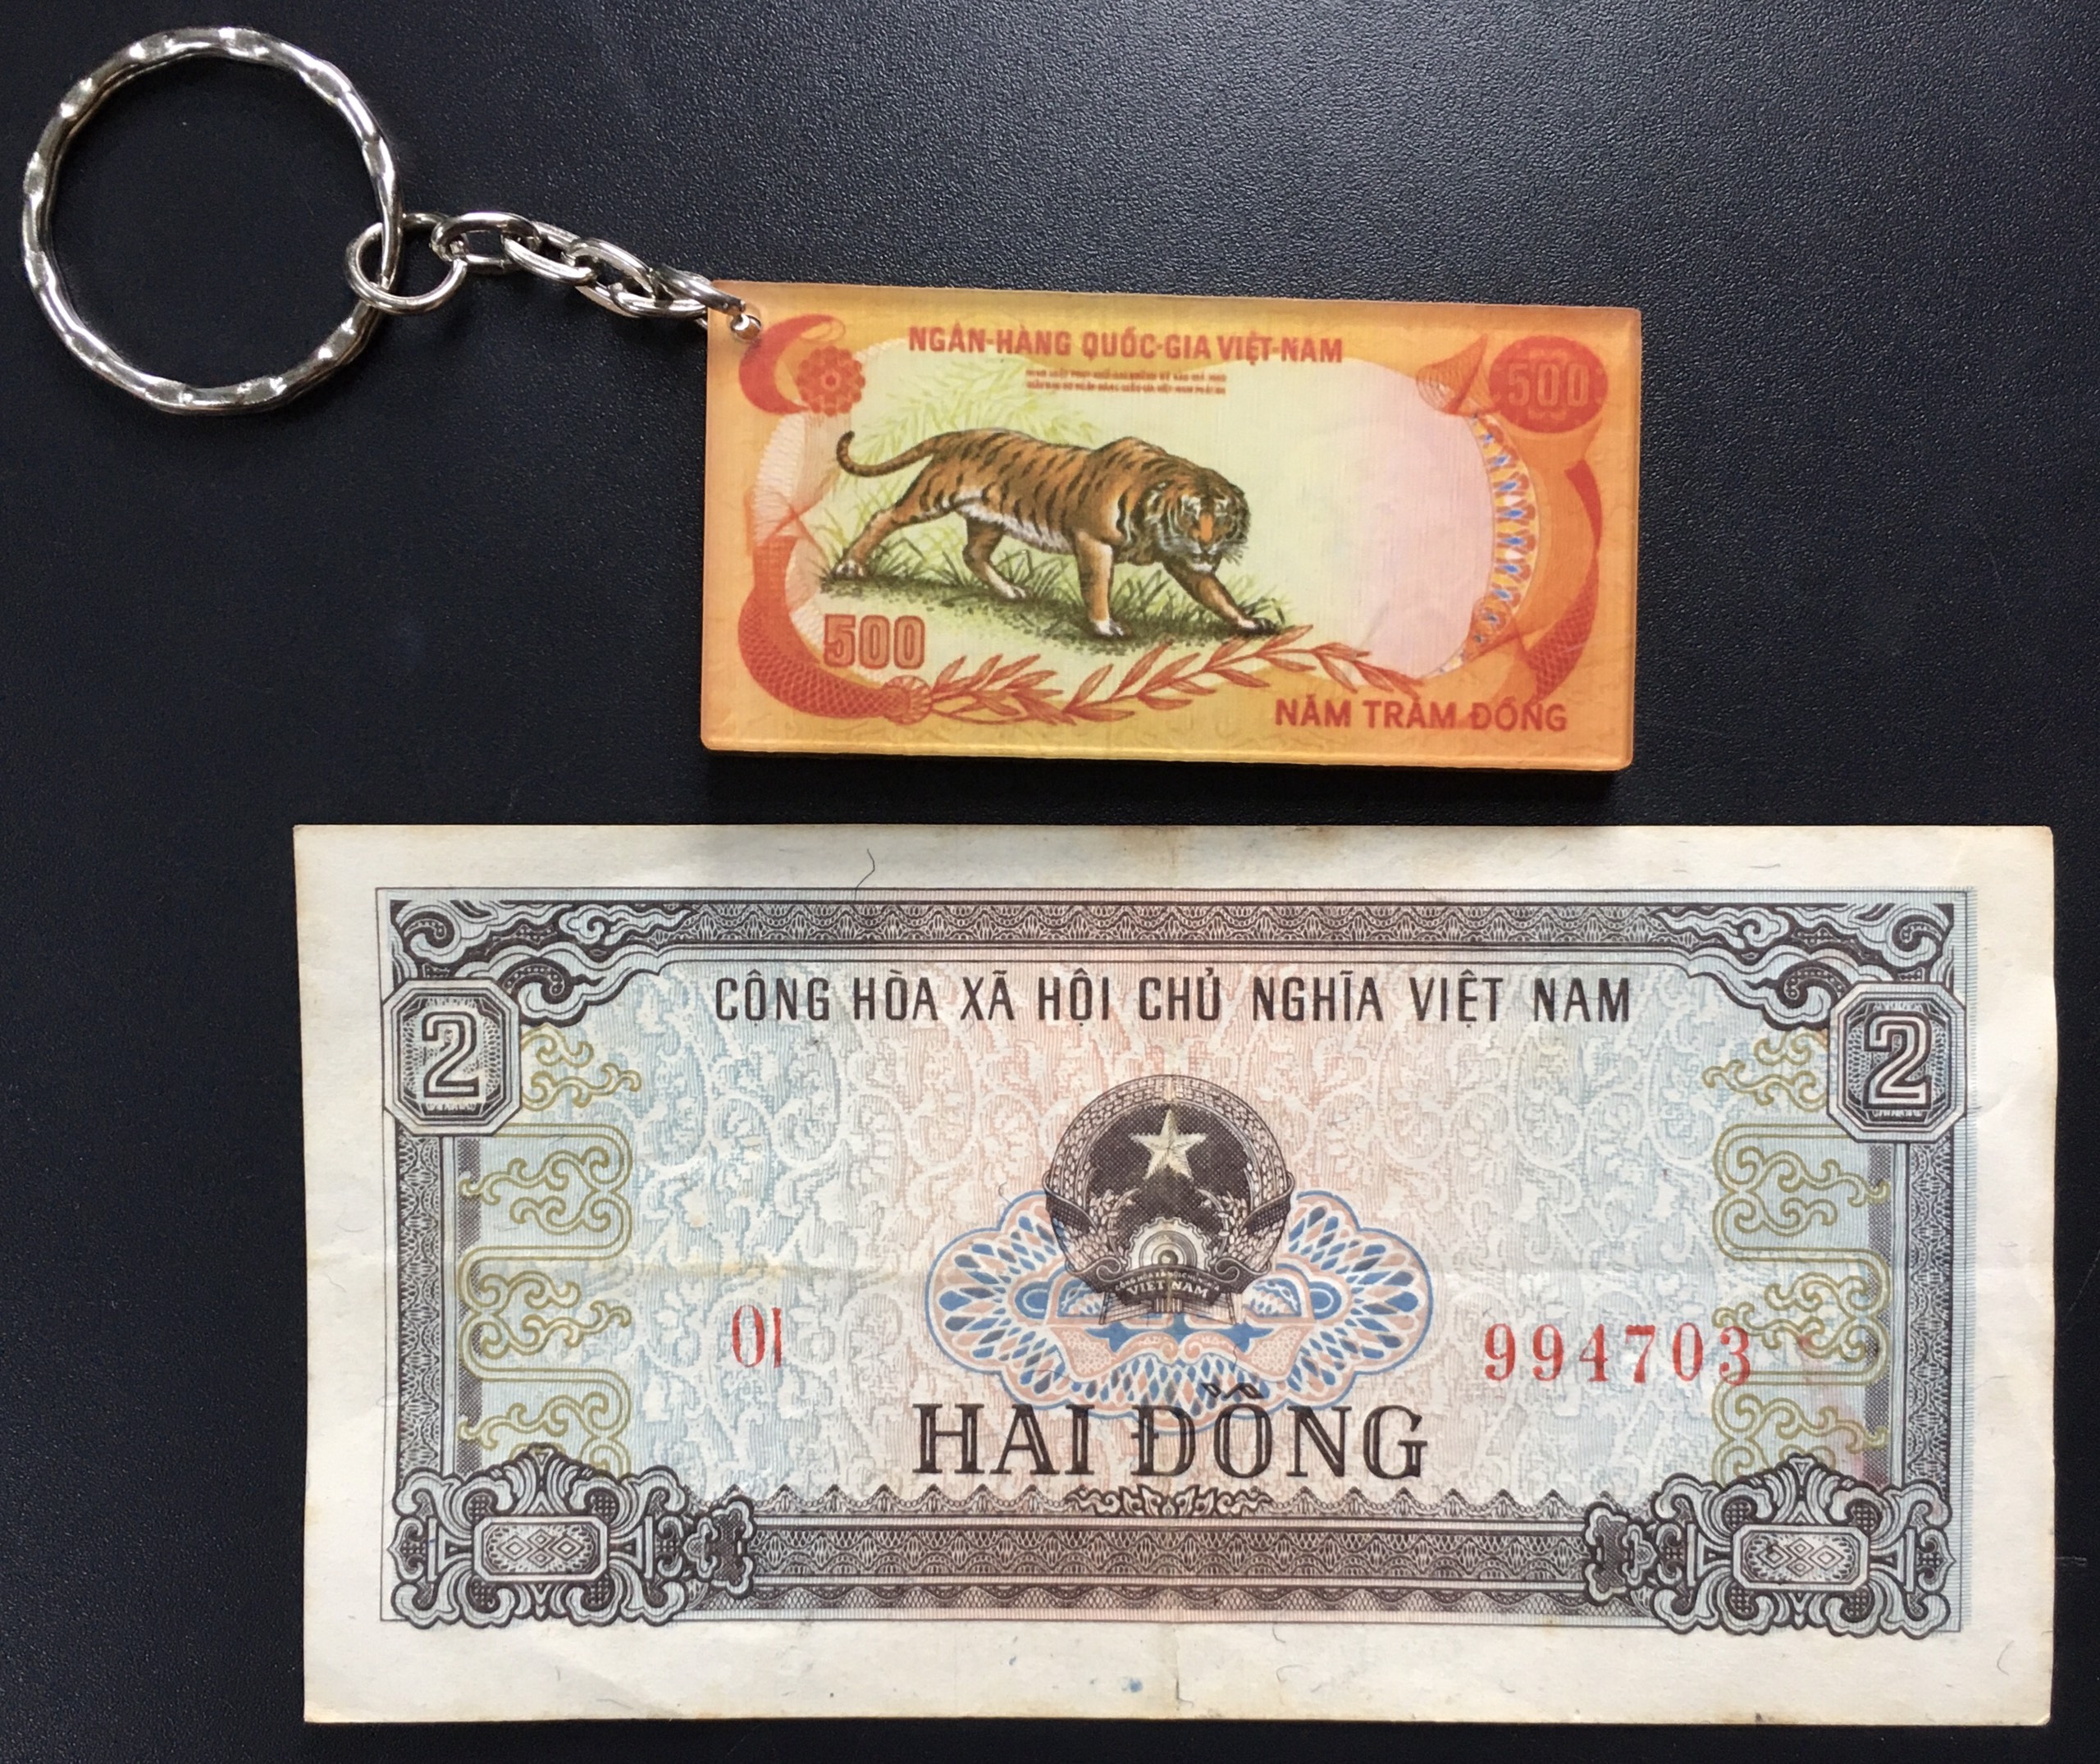 NGÂN-HÀNG QUỐC-GIA VIỆT-NAM
500
500
NĂM TRĂM ĐỒNG
CỘNG HÒA XÃ HỘI CHỦ NGHĨA VIỆT NAM
2
2
VIỆT NAM
01
994703
HAI ĐỒNG